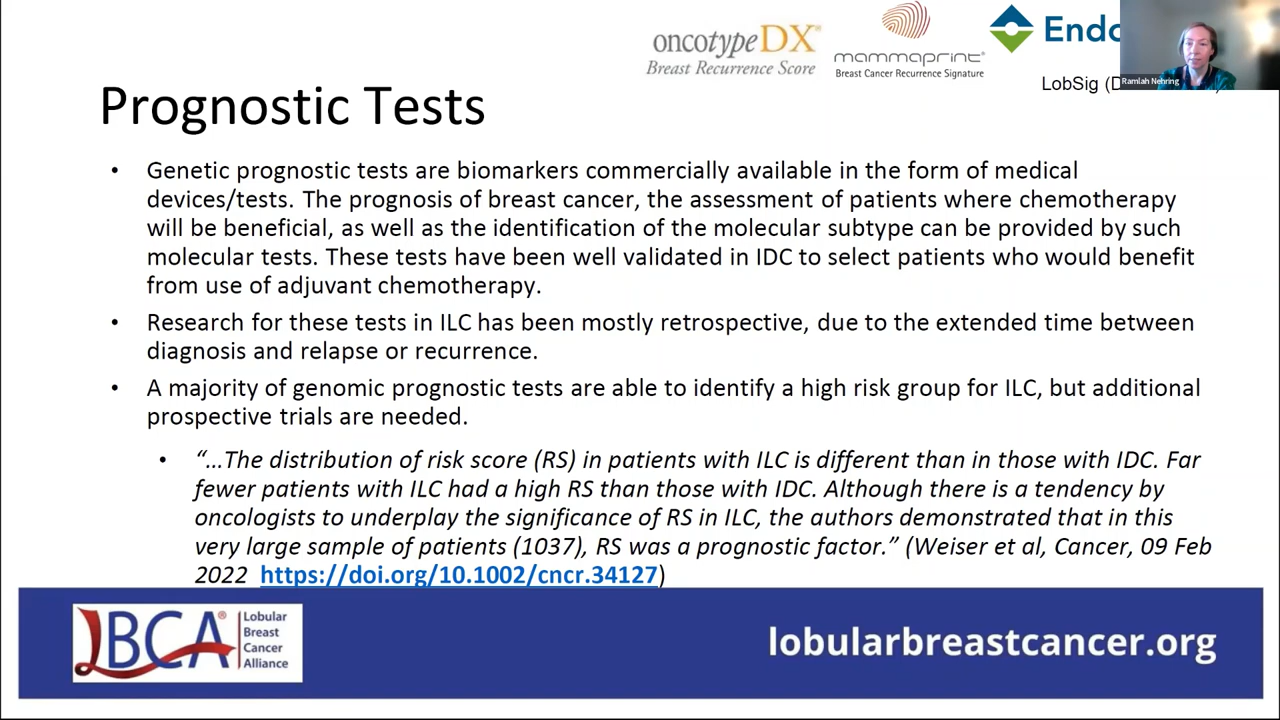 oncotypeDX®
Breast Recurrence Score
mammaprint®
Breast Cancer Recurrence Signature
Endo
LobSig (D
Ramlah Nehring
Prognostic Tests
• Genetic prognostic tests are biomarkers commercially available in the form of medical
devices/tests. The prognosis of breast cancer, the assessment of patients where chemotherapy
will be beneficial, as well as the identification of the molecular subtype can be provided by such
molecular tests. These tests have been well validated in IDC to select patients who would benefit
from use of adjuvant chemotherapy.
• Research for these tests in ILC has been mostly retrospective, due to the extended time between
diagnosis and relapse or recurrence.
• A majority of genomic prognostic tests are able to identify a high risk group for ILC, but additional
prospective trials are needed.
• “…The distribution of risk score (RS) in patients with ILC is different than in those with IDC. Far
fewer patients with ILC had a high RS than those with IDC. Although there is a tendency by
oncologists to underplay the significance of RS in ILC, the authors demonstrated that in this
very large sample of patients (1037), RS was a prognostic factor.” (Weiser et al, Cancer, 09 Feb
2022 https://doi.org/10.1002/cncr.34127)
LBCA®
Lobular
Breast
Cancer
Alliance
lobularbreastcancer.org